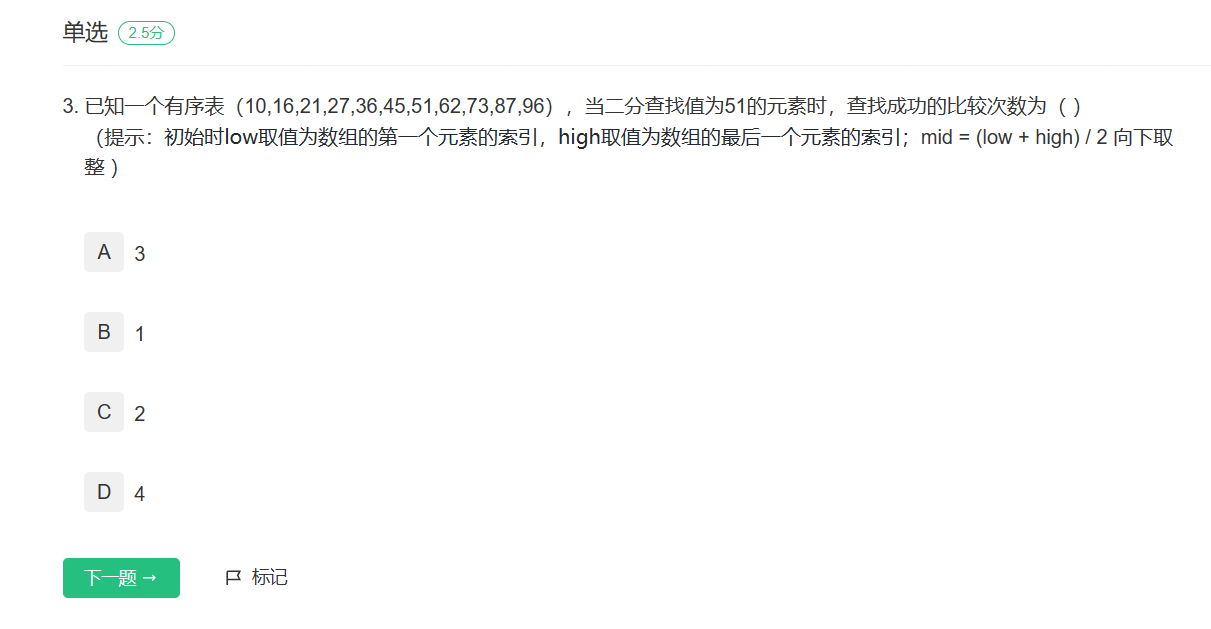 单选 2.5分
3. 已知一个有序表（10,16,21,27,36,45,51,62,73,87,96），当二分查找值为51的元素时，查找成功的比较次数为（ ）
（提示：初始时low取值为数组的第一个元素的索引，high取值为数组的最后一个元素的索引；mid = (low + high) / 2 向下取
整 ）
A 3
B 1
C 2
D 4
下一题 → 标记